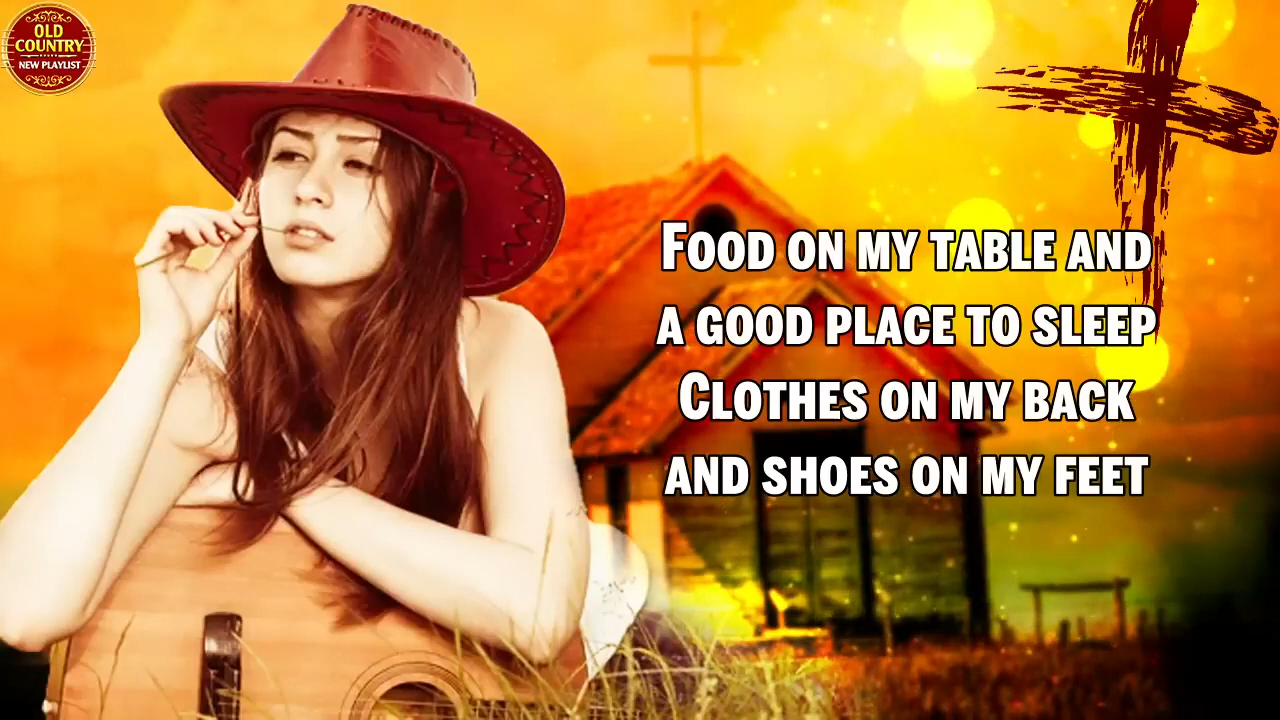 OLD
COUNTRY
NEW PLAYLIST
FOOD ON MY TABLE AND
A GOOD PLACE TO SLEEP
CLOTHES ON MY BACK
AND SHOES ON MY FEET